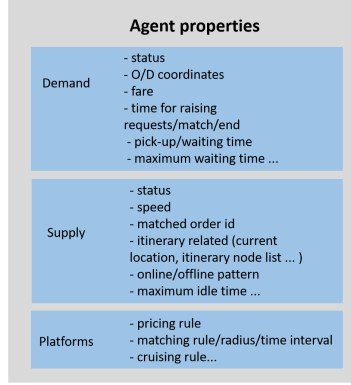 Agent properties
Demand
- status
- O/D coordinates
- fare
- time for raising
requests/match/end
- pick-up/waiting time
- maximum waiting time ...
Supply
- status
- speed
- matched order id
- itinerary related (current
location, itinerary node list ... )
- online/offline pattern
- maximum idle time ...
Platforms
- pricing rule
- matching rule/radius/time interval
- cruising rule...